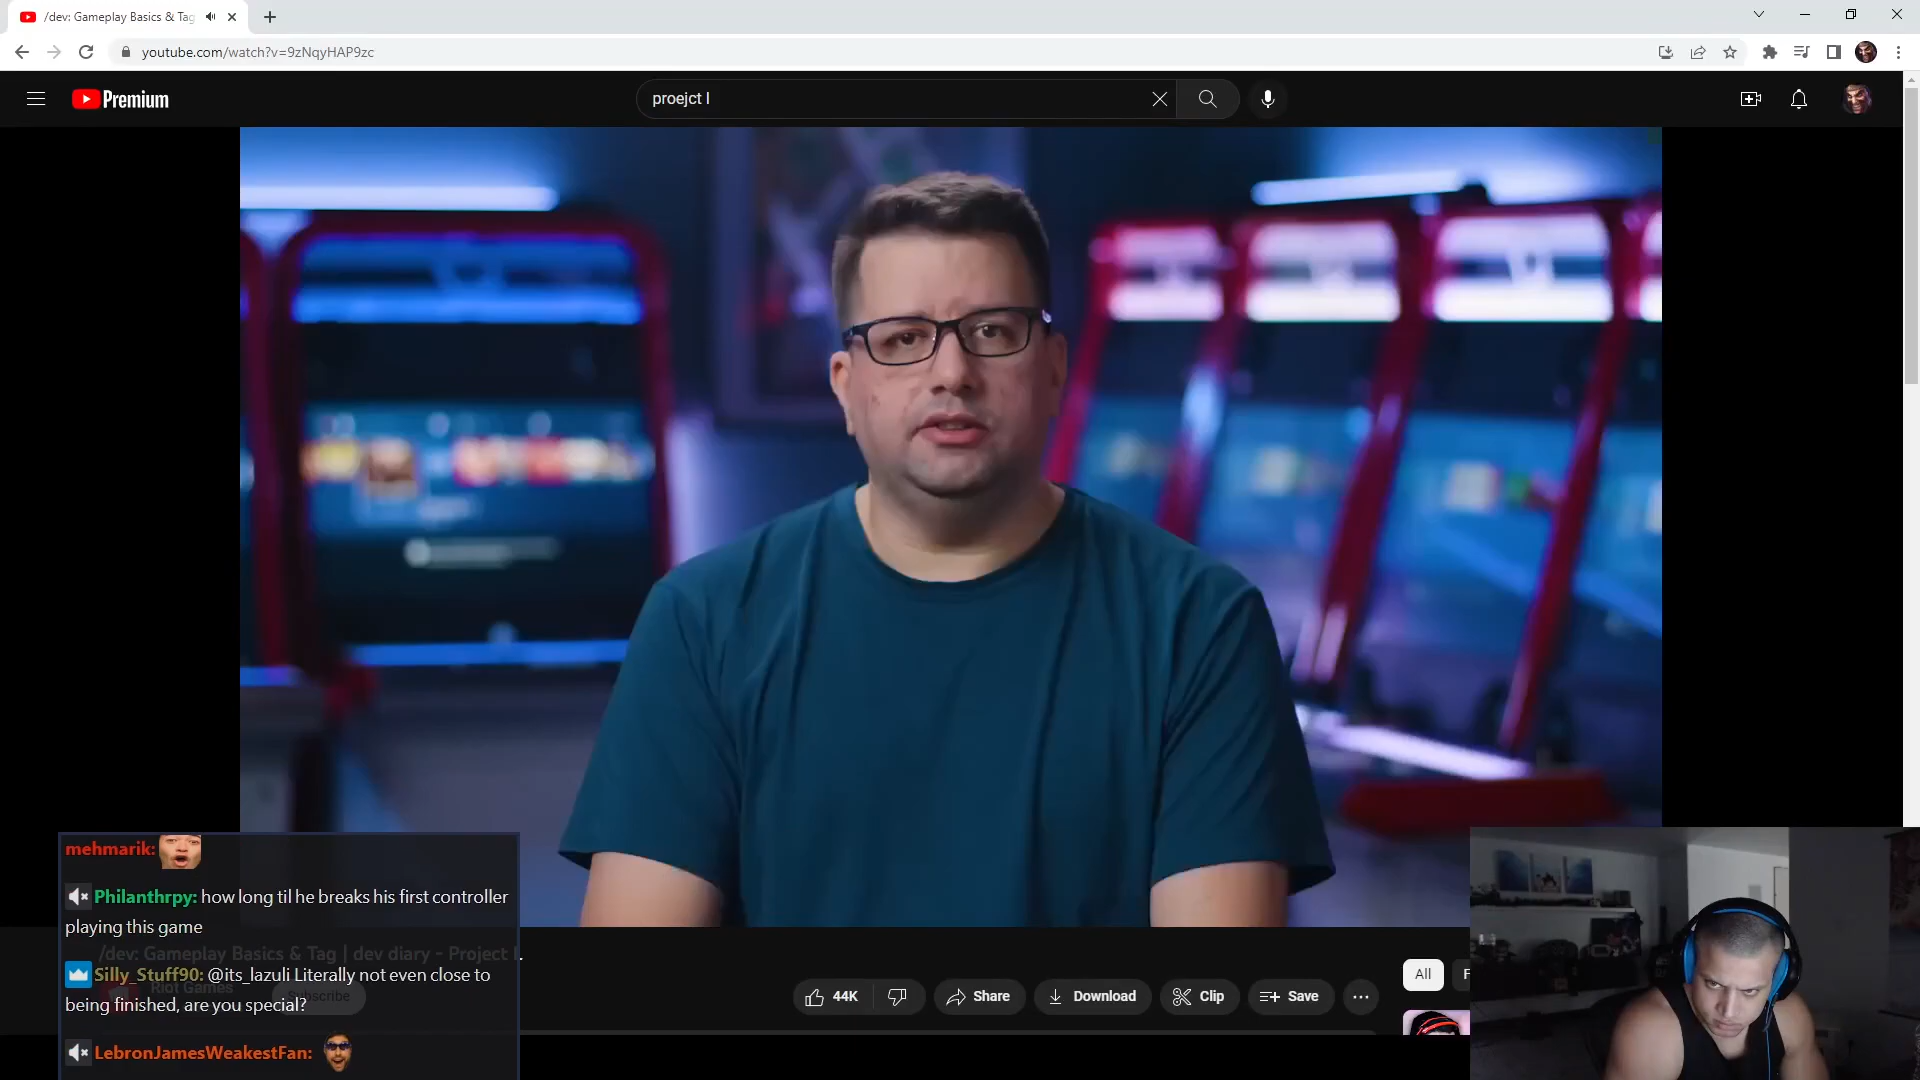 /dev: Gameplay Basics & Tag
youtube.com/watch?v=9zNqyHAP9zc
Premium
proejct l
mehmarik:
Philanthrpy: how long til he breaks his first controller
playing this game
/dev: Gameplay Basics & Tag | dev diary - Project L
Silly_Stuff90: @its_lazuli Literally not even close to
being finished, are you special?
Riot Games
Subscribe
LebronJamesWeakestFan:
44K
Share
Download
Clip
Save
All
F